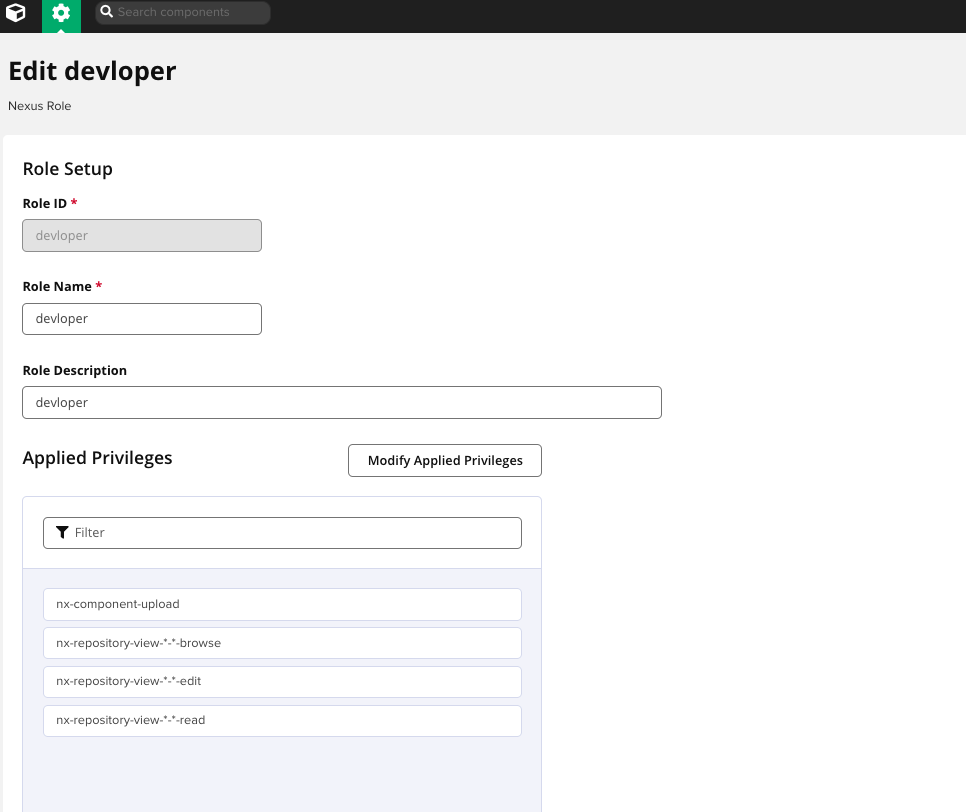 Search components
Edit devloper
Nexus Role
Role Setup
Role ID *
devloper
Role Name *
devloper
Role Description
devloper
Applied Privileges
Modify Applied Privileges
Filter
nx-component-upload
nx-repository-view-*-*-browse
nx-repository-view-*-*-edit
nx-repository-view-*-*-read